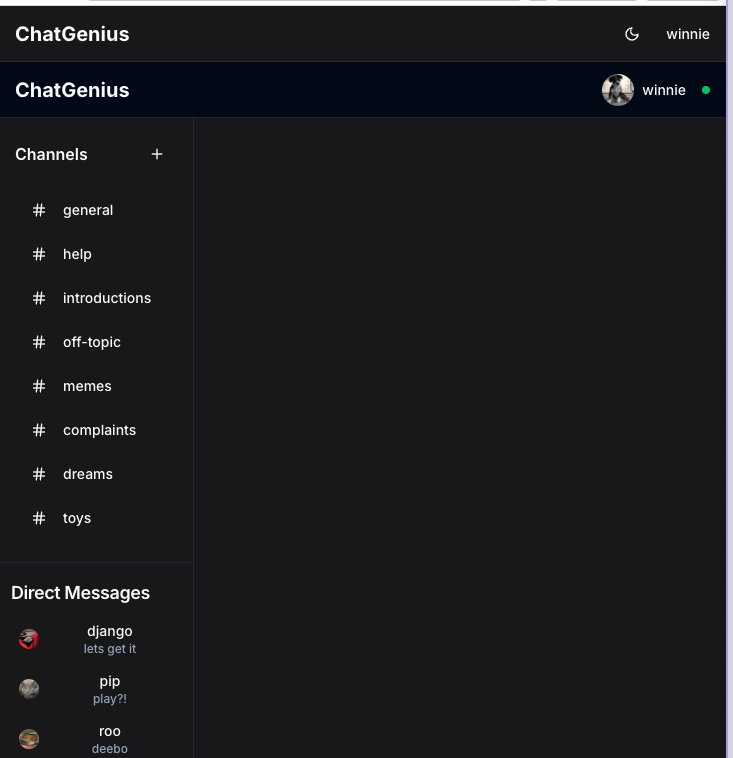 ChatGenius
winnie
ChatGenius
winnie
Channels +
# general
# help
# introductions
# off-topic
# memes
# complaints
# dreams
# toys
Direct Messages
django
lets get it
pip
play?!
roo
deebo